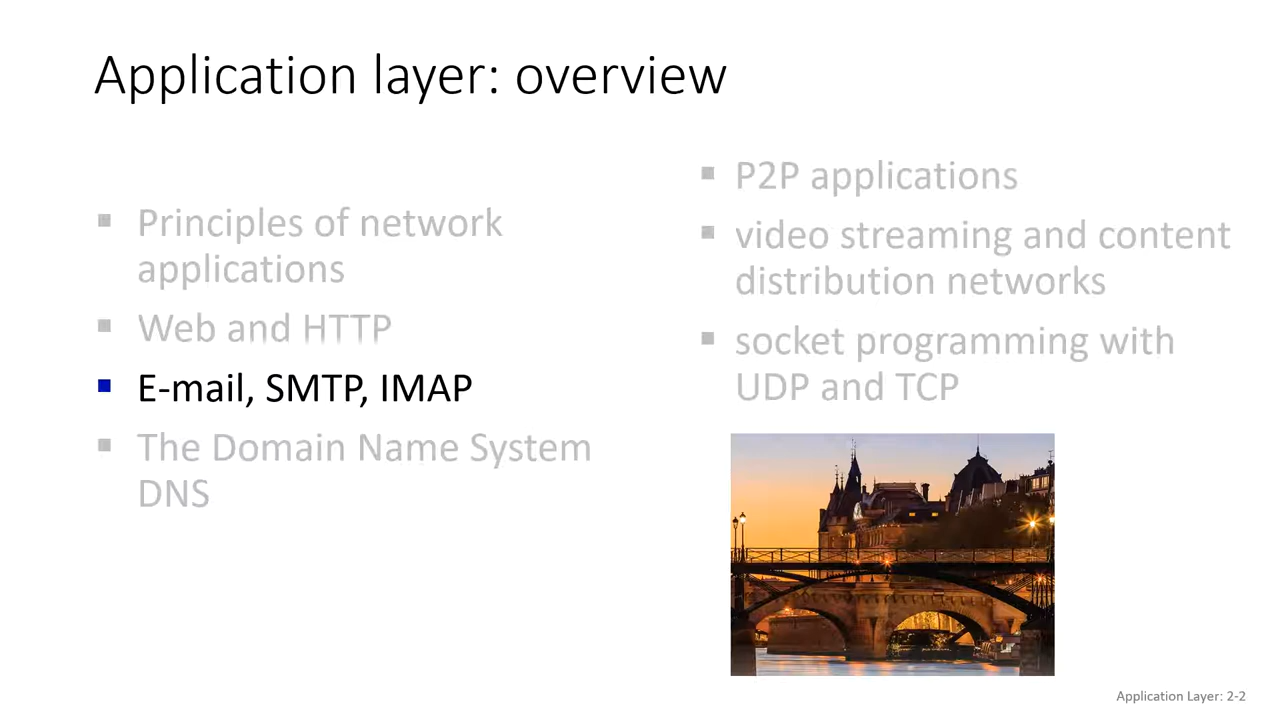 Application layer: overview
Principles of network
applications
Web and HTTP
E-mail, SMTP, IMAP
The Domain Name System
DNS
P2P applications
video streaming and content
distribution networks
socket programming with
UDP and TCP
Application Layer: 2-2